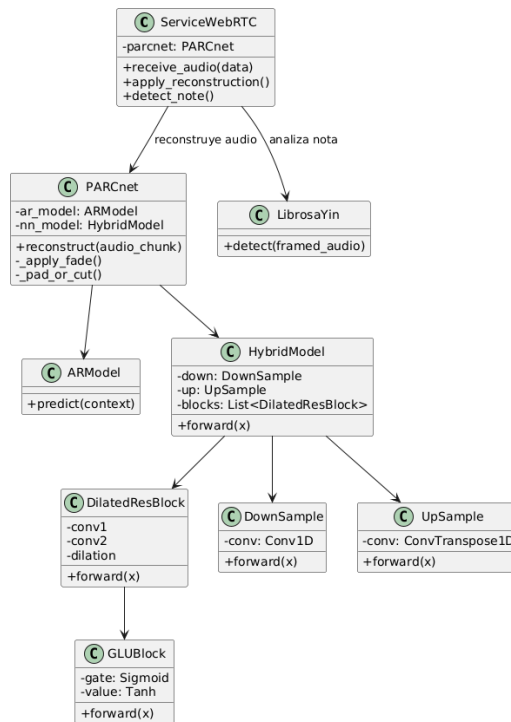 C ServiceWebRTC
-parcnet: PARCnet
+receive_audio(data)
+apply_reconstruction()
+detect_note()
reconstruye audio
analiza nota
C PARCnet
-ar_model: ARModel
-nn_model: HybridModel
+reconstruct(audio_chunk)
-_apply_fade()
-_pad_or_cut()
C LibrosaYin
+detect(framed_audio)
C ARModel
+predict(context)
C HybridModel
-down: DownSample
-up: UpSample
-blocks: List<DilatedResBlock>
+forward(x)
C DilatedResBlock
-conv1
-conv2
-dilation
+forward(x)
C DownSample
-conv: Conv1D
+forward(x)
C UpSample
-conv: ConvTranspose1D
+forward(x)
C GLUBlock
-gate: Sigmoid
-value: Tanh
+forward(x)